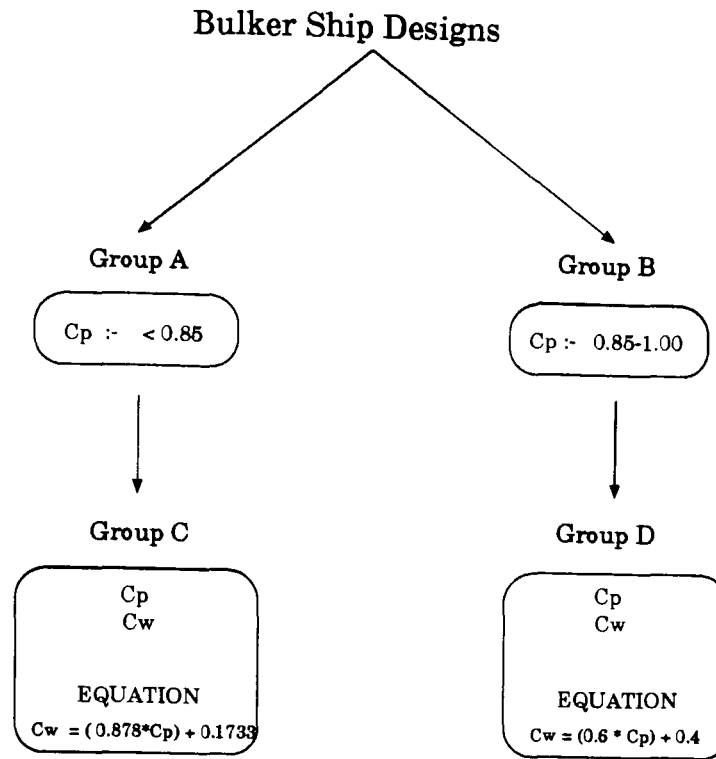 Bulker Ship Designs
Group A
Cp :- < 0.85
Group C
Cp
Cw
EQUATION
Cw = ( 0.878*Cp) + 0.1733
Group B
Cp :- 0.85-1.00
Group D
Cp
Cw
EQUATION
Cw = (0.6 * Cp) + 0.4